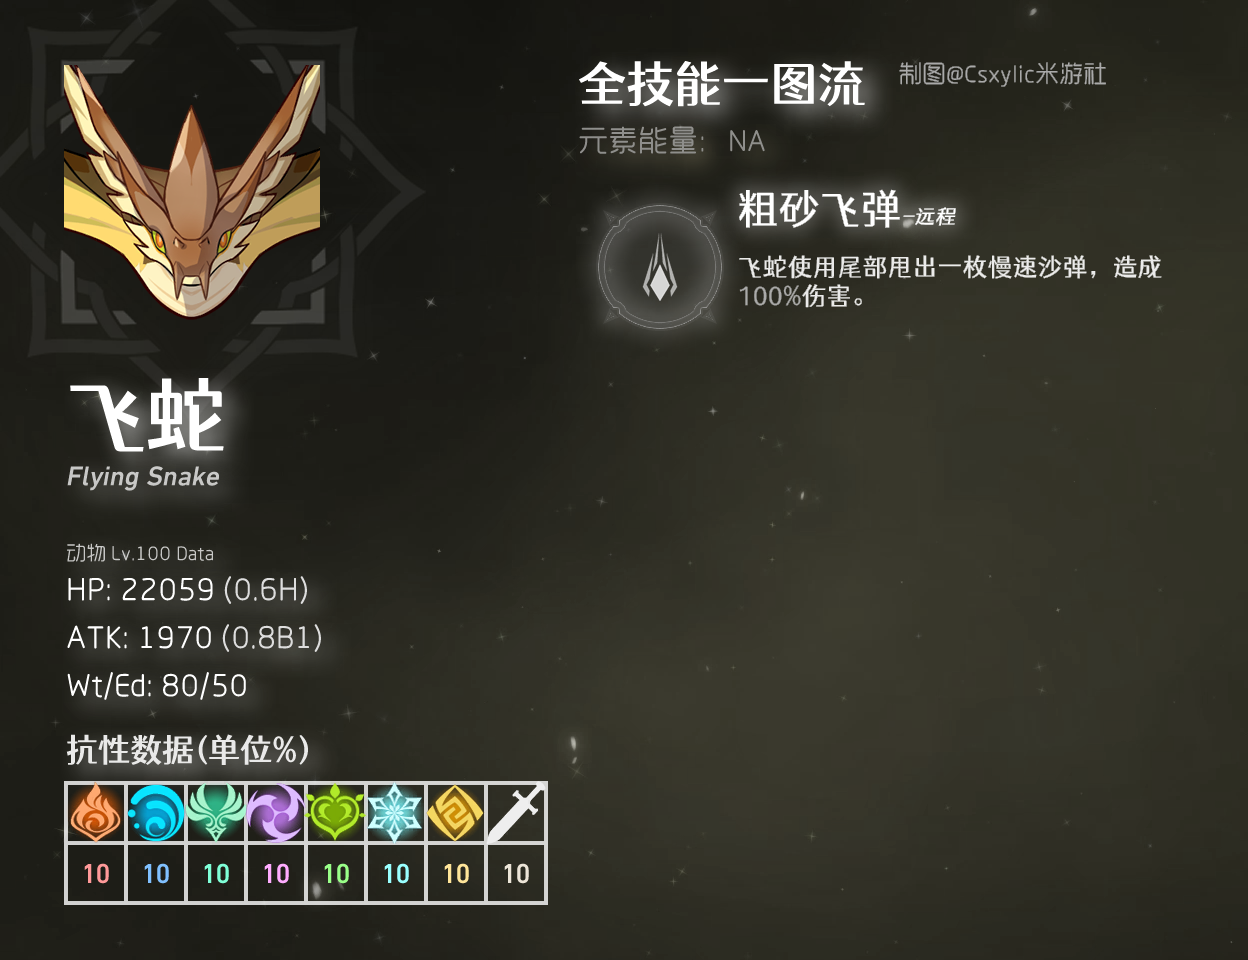 全技能一图流 制图@Csxylic米游社
元素能量: NA
粗砂飞弹-远程
飞蛇使用尾部甩出一枚慢速沙弹，造成
100%伤害。
飞蛇
Flying Snake
动物 Lv.100 Data
HP: 22059 (0.6H)
ATK: 1970 (0.8B1)
Wt/Ed: 80/50
抗性数据(单位%)
10 10 10 10 10 10 10 10